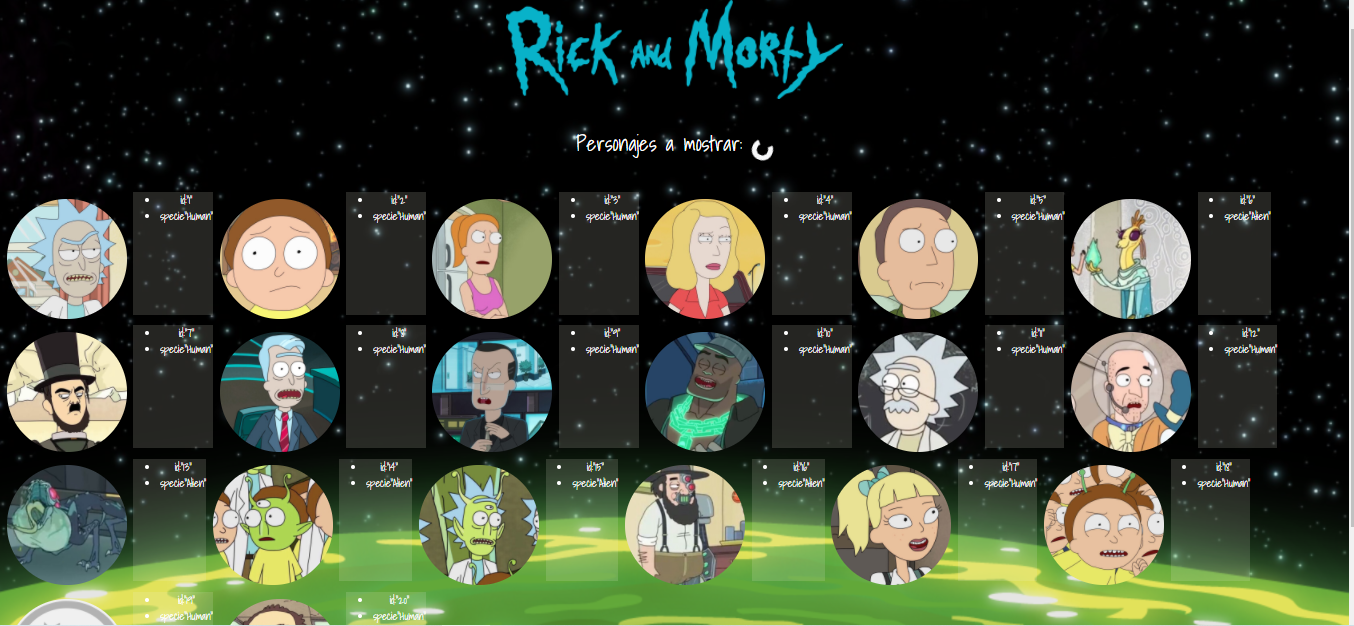 Rick and Morty
Personajes a mostrar:
id:"1"
specie"Human"
id:"2"
specie"Human"
id:"3"
specie"Human"
id:"4"
specie"Human"
id:"5"
specie"Human"
id:"6"
specie"Alien"
id:"7"
specie"Human"
id:"8"
specie"Human"
id:"9"
specie"Human"
id:"10"
specie"Human"
id:"11"
specie"Human"
id:"12"
specie"Human"
id:"13"
specie"Alien"
id:"14"
specie"Alien"
id:"15"
specie"Alien"
id:"16"
specie"Alien"
id:"17"
specie"Human"
id:"18"
specie"Human"
id:"19"
specie"Human"
id:"20"
specie"Human"